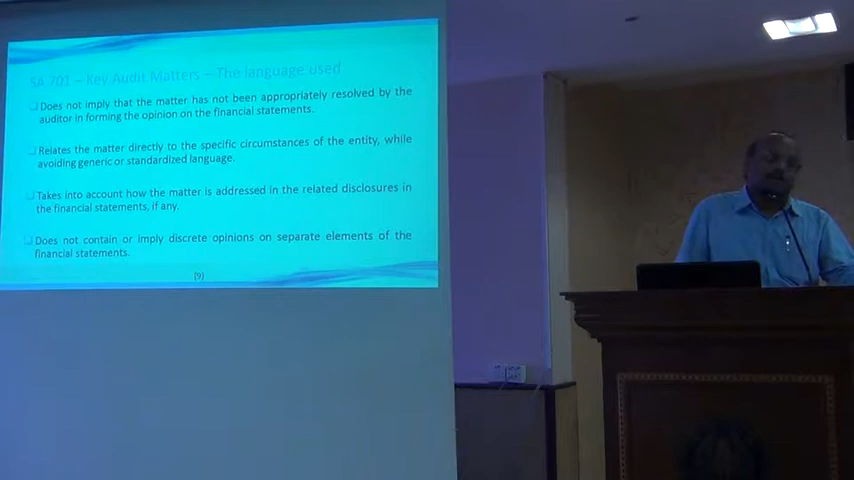 SA 701 – Key Audit Matters – The language used
Does not imply that the matter has not been appropriately resolved by the
auditor in forming the opinion on the financial statements.
Relates the matter directly to the specific circumstances of the entity, while
avoiding generic or standardized language.
Takes into account how the matter is addressed in the related disclosures in
the financial statements, if any.
Does not contain or imply discrete opinions on separate elements of the
financial statements.
(9)